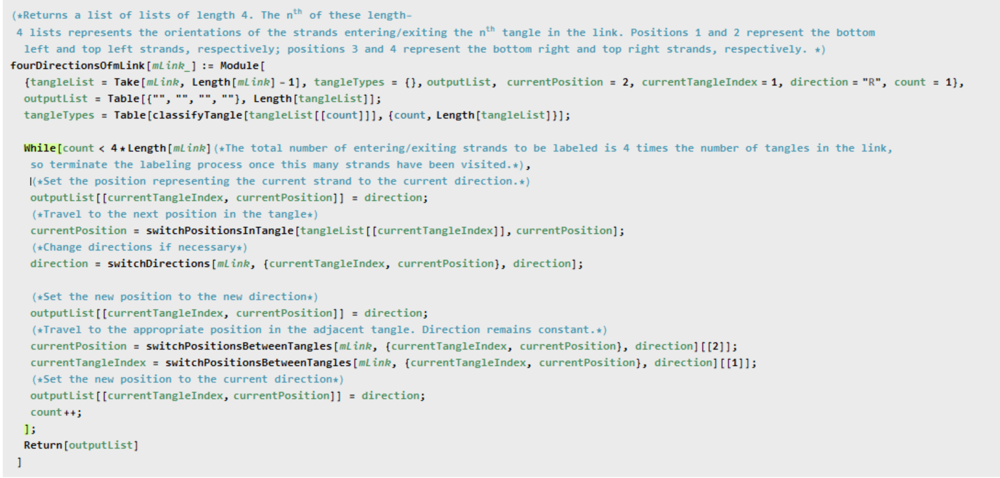 (*Returns a list of lists of length 4. The nth of these length-
4 lists represents the orientations of the strands entering/exiting the nth tangle in the link. Positions 1 and 2 represent the bottom
left and top left strands, respectively; positions 3 and 4 represent the bottom right and top right strands, respectively. *)
fourDirectionsOfmLink[mLink_] := Module[
{tangleList = Take[mLink, Length[mLink] - 1], tangleTypes = {}, outputList, currentPosition = 2, currentTangleIndex = 1, direction = "R", count = 1},
outputList = Table[{"", "", "", ""}, Length[tangleList]];
tangleTypes = Table[classifyTangle[tangleList[[count]]], {count, Length[tangleList]}];
While[count < 4 * Length[mLink] (*The total number of entering/exiting strands to be labeled is 4 times the number of tangles in the link,
so terminate the labeling process once this many strands have been visited.*),
(*Set the position representing the current strand to the current direction.*)
outputList[[currentTangleIndex, currentPosition]] = direction;
(*Travel to the next position in the tangle*)
currentPosition = switchPositionsInTangle[tangleList[[currentTangleIndex]], currentPosition];
(*Change directions if necessary*)
direction = switchDirections[mLink, {currentTangleIndex, currentPosition}, direction];
(*Set the new position to the new direction*)
outputList[[currentTangleIndex, currentPosition]] = direction;
(*Travel to the appropriate position in the adjacent tangle. Direction remains constant.*)
currentPosition = switchPositionsBetweenTangles[mLink, {currentTangleIndex, currentPosition}, direction][[2]];
currentTangleIndex = switchPositionsBetweenTangles[mLink, {currentTangleIndex, currentPosition}, direction][[1]];
(*Set the new position to the current direction*)
outputList[[currentTangleIndex, currentPosition]] = direction;
count++;
];
Return[outputList]
]